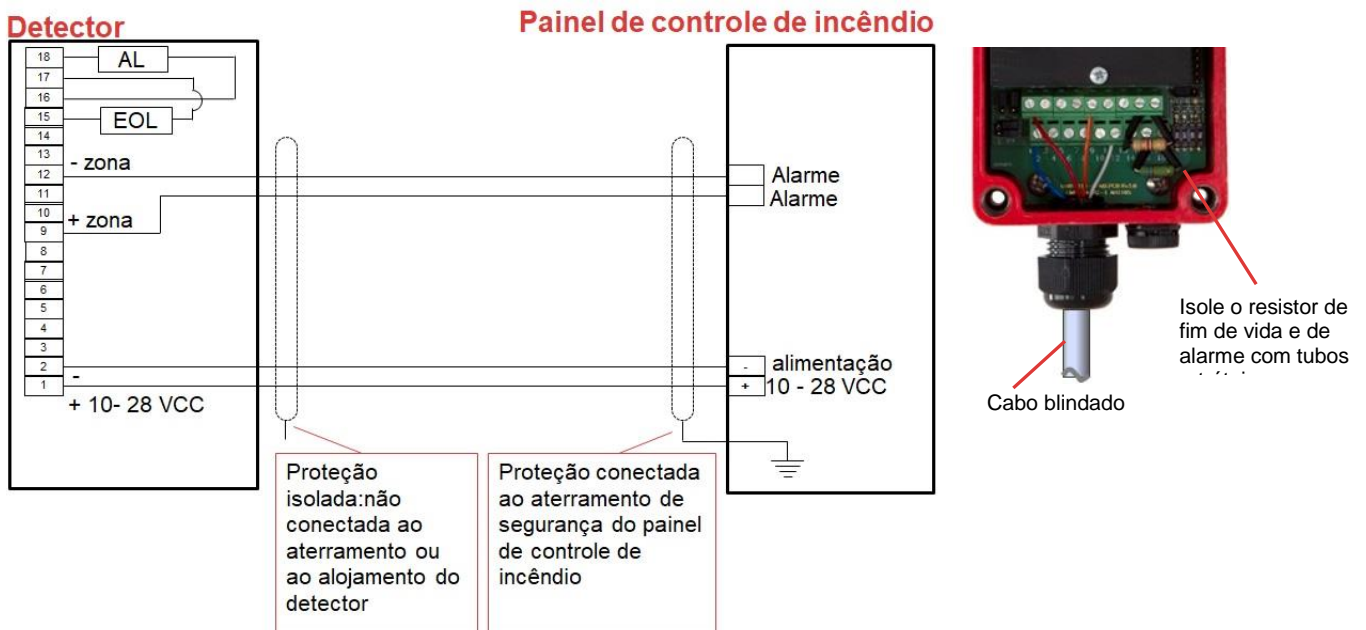 Detector
Painel de controle de incêndio
18
AL
17
16
15
EOL
14
13
- zona
12
11
10
+ zona
9
8
7
6
5
4
3
2
-
1
+ 10- 28 VCC
Alarme
Alarme
- alimentação
+ 10 - 28 VCC
Proteção
isolada:não
conectada ao
aterramento ou
ao alojamento do
detector
Proteção conectada
ao aterramento de
segurança do painel
de controle de
incêndio
Isole o resistor de
fim de vida e de
alarme com tubos
Cabo blindado